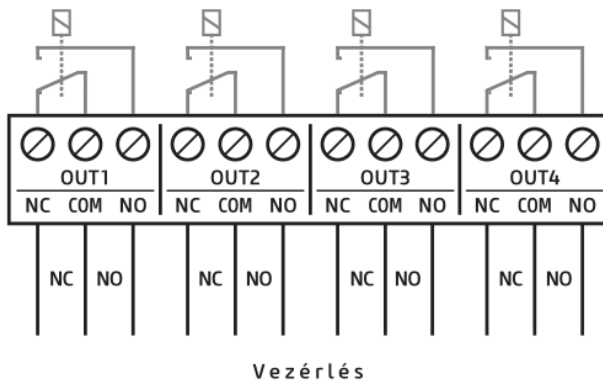 OUT1 OUT2 OUT3 OUT4
NC COM NO NC COM NO NC COM NO NC COM NO
NC NO NC NO NC NO NC NO
Vezérlés